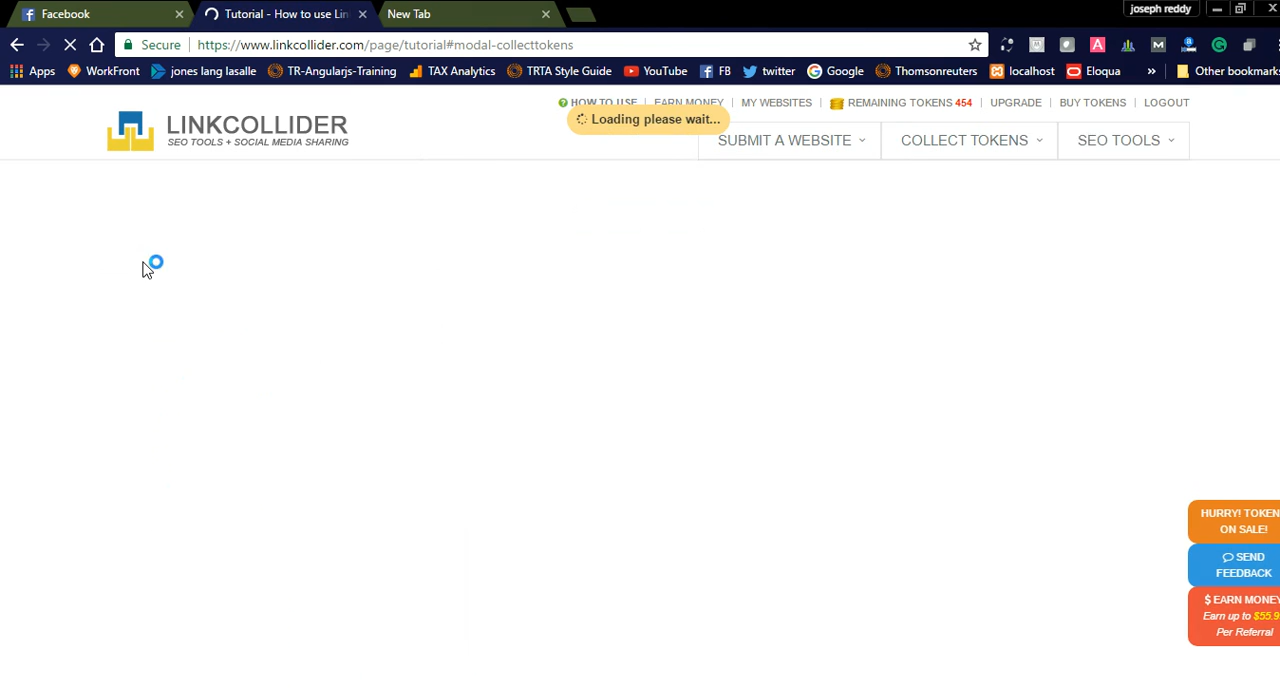 Facebook
Tutorial - How to use Lin
New Tab
joseph reddy
Secure
https://www.linkcollider.com/page/tutorial#modal-collecttokens
Apps
WorkFront
jones lang lasalle
TR-Angularjs-Training
TAX Analytics
TRTA Style Guide
YouTube
FB
twitter
Google
Thomsonreuters
localhost
Eloqua
»
Other bookmarks
HOW TO USE
EARN MONEY
MY WEBSITES
REMAINING TOKENS 454
UPGRADE
BUY TOKENS
LOGOUT
Loading please wait...
LINKCOLLIDER
SEO TOOLS + SOCIAL MEDIA SHARING
SUBMIT A WEBSITE
COLLECT TOKENS
SEO TOOLS
HURRY! TOKEN
ON SALE!
SEND
FEEDBACK
$ EARN MONEY
Earn up to $55.9
Per Referral